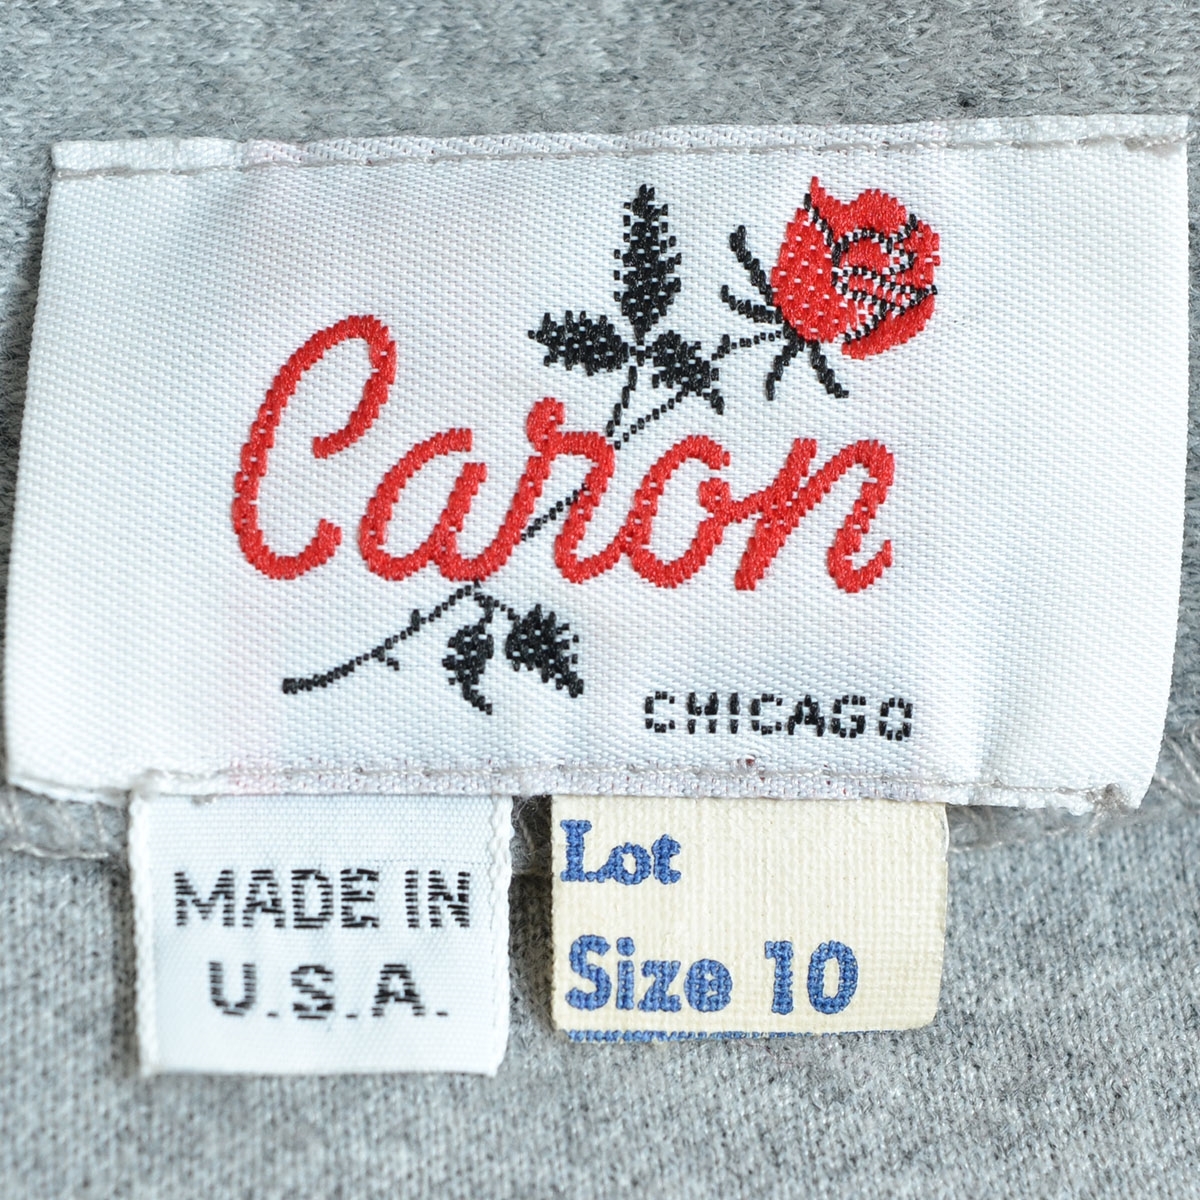 Caron
CHICAGO
MADE IN
U.S.A.
Lot
Size 10